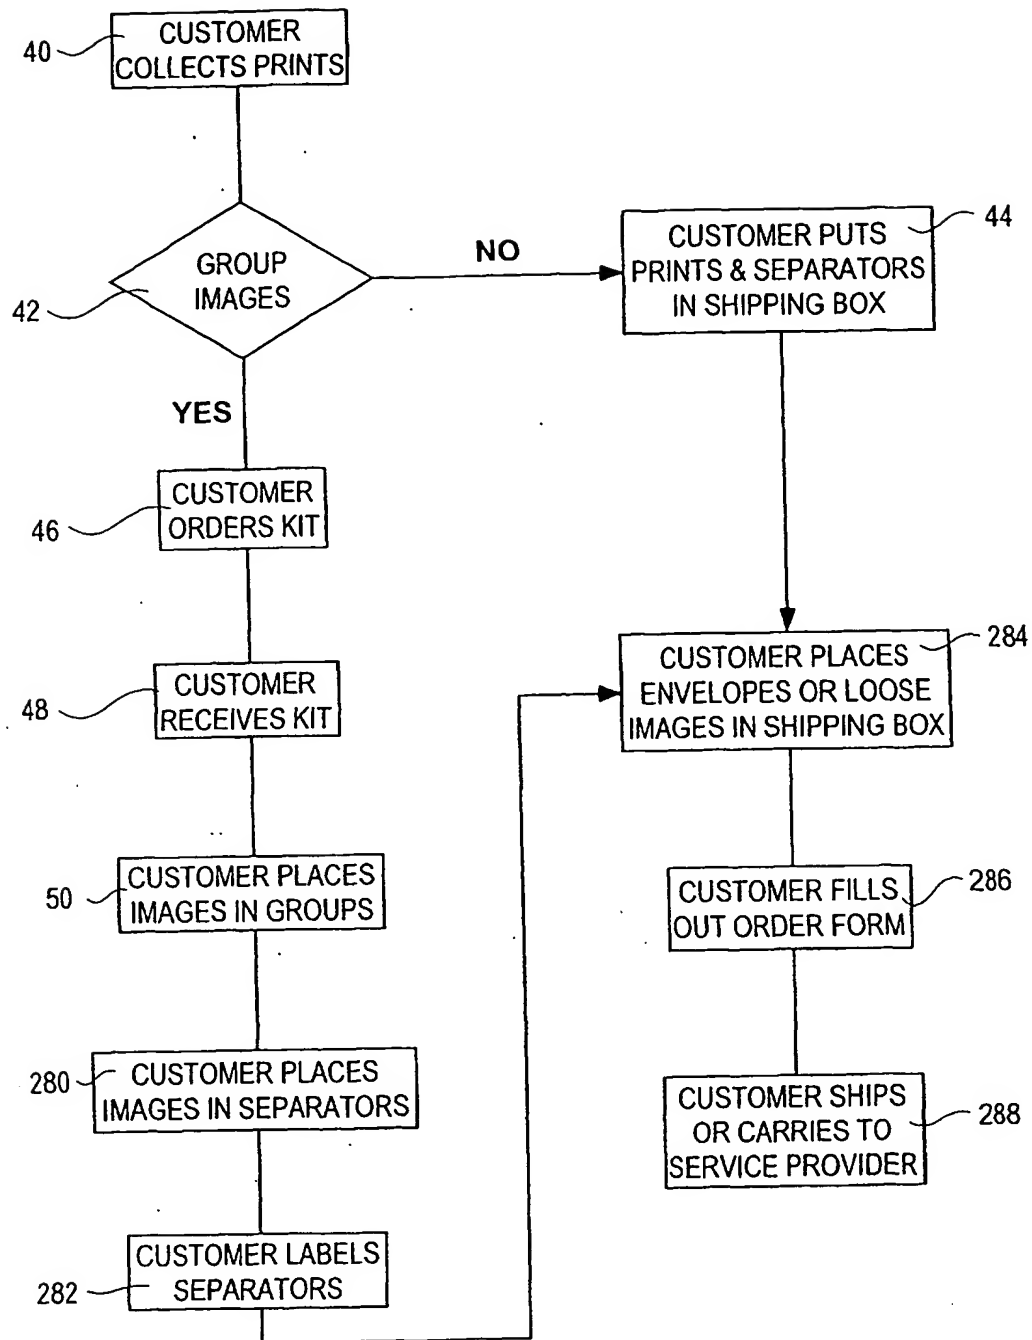 40
CUSTOMER
COLLECTS PRINTS
42
GROUP
IMAGES
NO
44
CUSTOMER PUTS
PRINTS & SEPARATORS
IN SHIPPING BOX
YES
46
CUSTOMER
ORDERS KIT
48
CUSTOMER
RECEIVES KIT
50
CUSTOMER PLACES
IMAGES IN GROUPS
280
CUSTOMER PLACES
IMAGES IN SEPARATORS
282
CUSTOMER LABELS
SEPARATORS
284
CUSTOMER PLACES
ENVELOPES OR LOOSE
IMAGES IN SHIPPING BOX
286
CUSTOMER FILLS
OUT ORDER FORM
288
CUSTOMER SHIPS
OR CARRIES TO
SERVICE PROVIDER